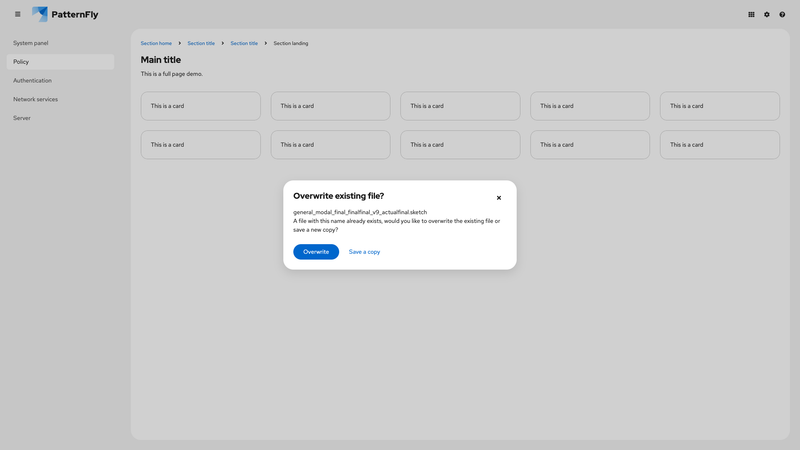 PatternFly
System panel
Policy
Authentication
Network services
Server
Section home Section title Section title Section landing
Main title
This is a full page demo.
This is a card This is a card This is a card This is a card This is a card
This is a card This is a card This is a card This is a card This is a card
Overwrite existing file?
general_modal_final_finalfinal_v9_actualfinal.sketch
A file with this name already exists, would you like to overwrite the existing file or
save a new copy?
Overwrite Save a copy